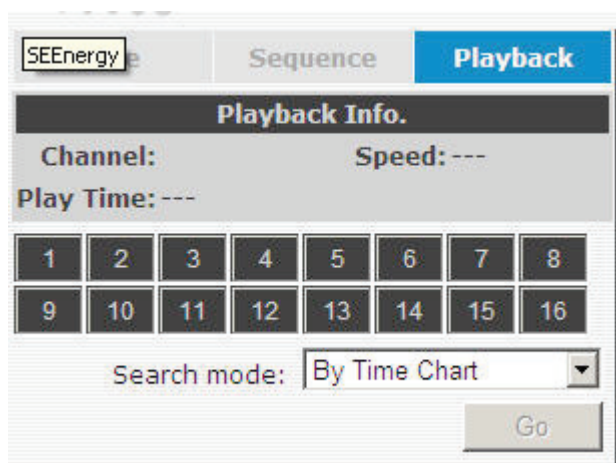 SEEnergy Sequence Playback
Playback Info.
Channel: Speed: ---
Play Time: ---
1 2 3 4 5 6 7 8
9 10 11 12 13 14 15 16
Search mode: By Time Chart
Go